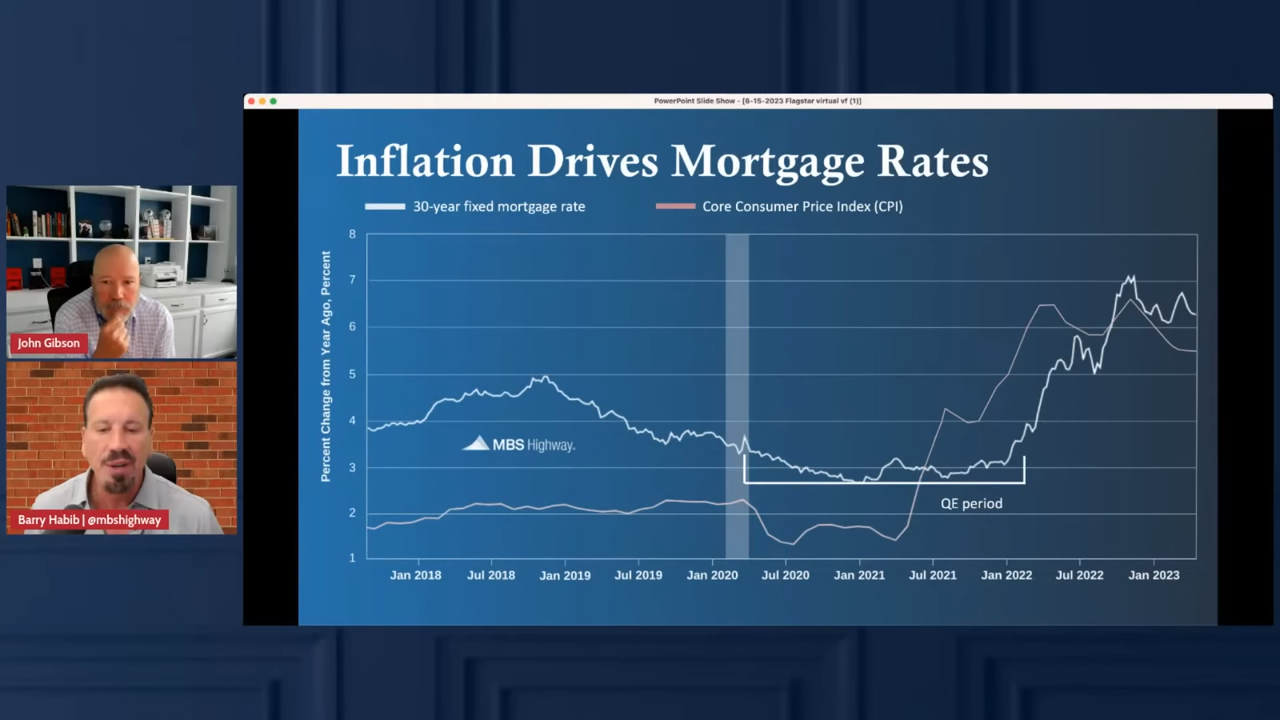 PowerPoint Slide Show - [6-15-2023 Flagstar virtual vf (1)]
Inflation Drives Mortgage Rates
30-year fixed mortgage rate
Core Consumer Price Index (CPI)
Percent Change from Year Ago, Percent
8
7
6
5
4
3
2
1
MBS Highway.
QE period
Jan 2018
Jul 2018
Jan 2019
Jul 2019
Jan 2020
Jul 2020
Jan 2021
Jul 2021
Jan 2022
Jul 2022
Jan 2023
John Gibson
Barry Habib | @mbshighway